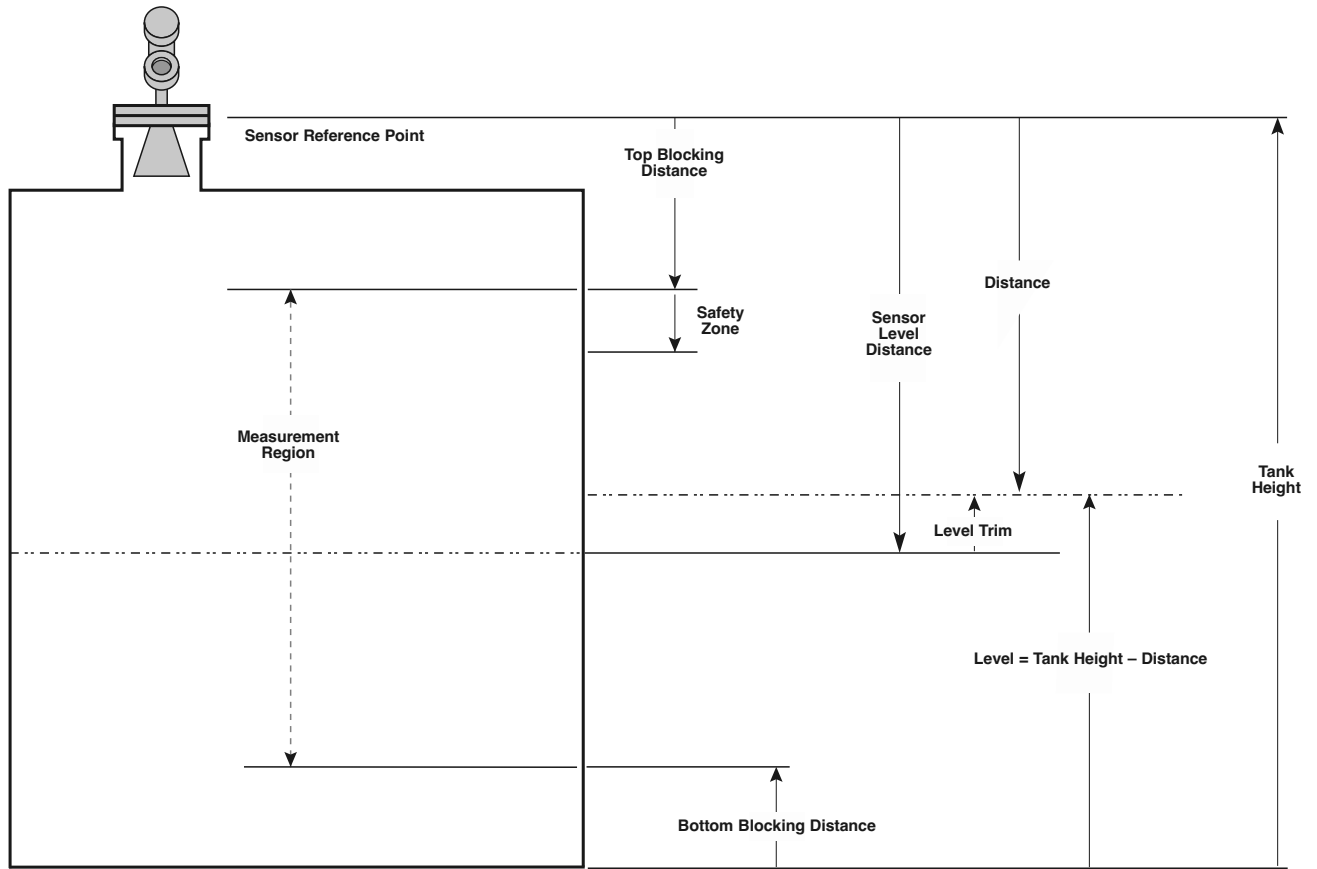 Sensor Reference Point
Top Blocking
Distance
Distance
Safety
Zone
Sensor
Level
Distance
Measurement
Region
Tank
Height
Level Trim
Level = Tank Height – Distance
Bottom Blocking Distance